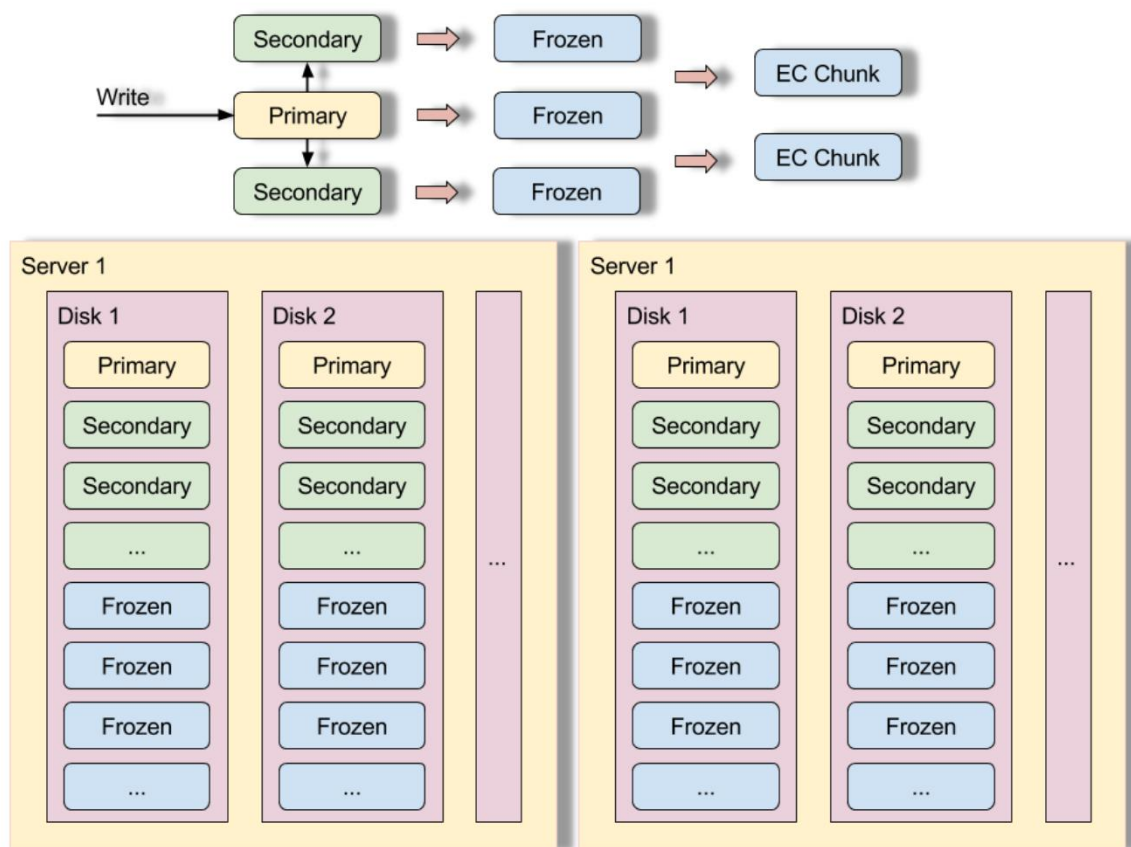 Secondary Frozen
EC Chunk
Write Primary Frozen
EC Chunk
Secondary Frozen
Server 1 Server 1
Disk 1 Disk 2 Disk 1 Disk 2
Primary Primary Primary Primary
Secondary Secondary Secondary Secondary
Secondary Secondary Secondary Secondary
... ... ... ... ... ...
Frozen Frozen Frozen Frozen
Frozen Frozen Frozen Frozen
Frozen Frozen Frozen Frozen
... ... ... ...